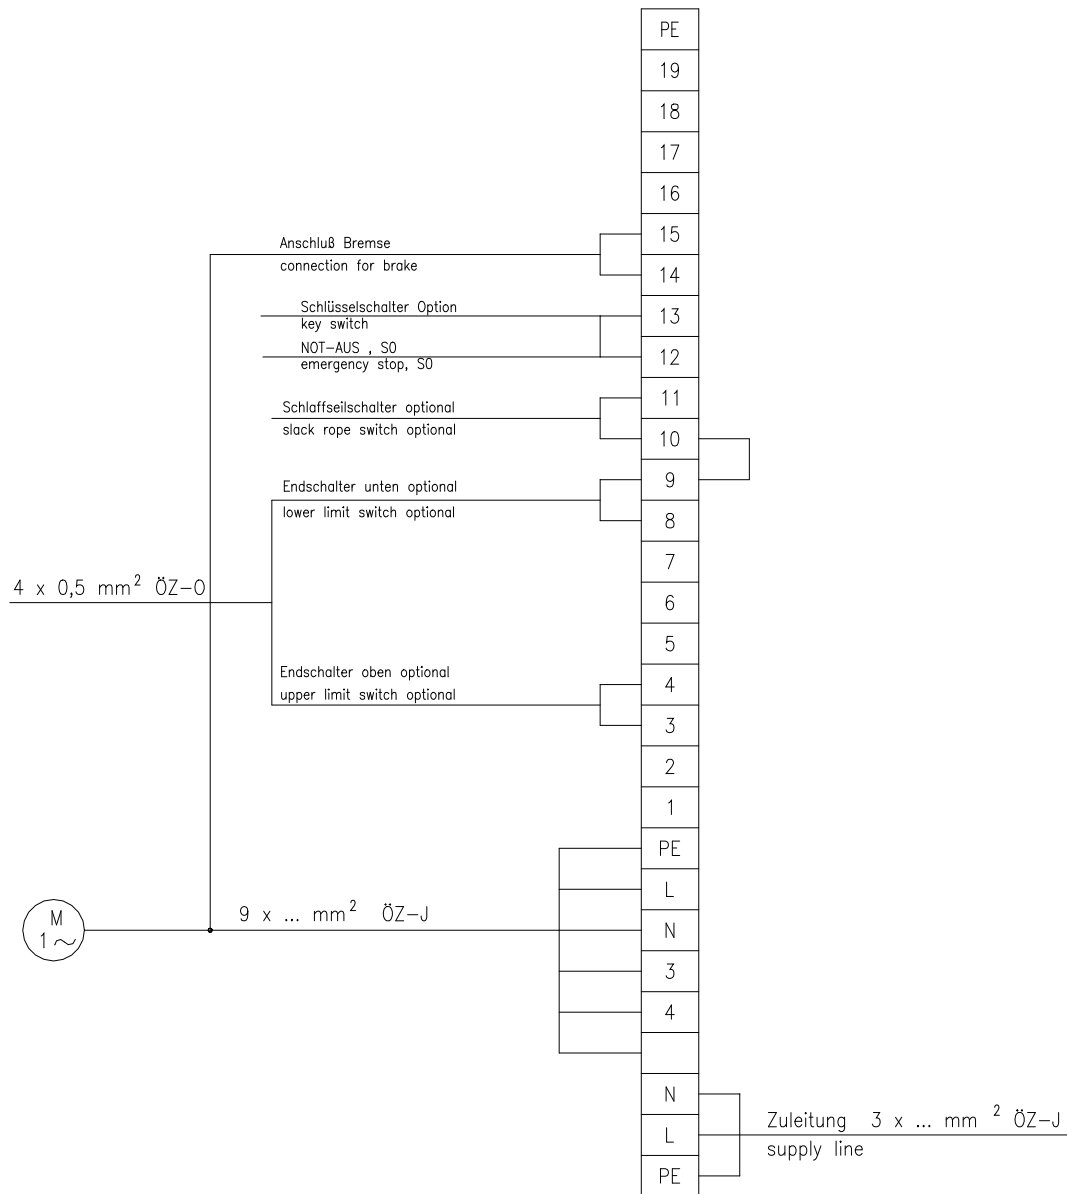 PE
19
18
17
16
15
Anschluß Bremse
connection for brake
14
Schlüsselschalter Option
key switch
13
NOT-AUS , SO
emergency stop, SO
12
11
Schlaffseilschalter optional
slack rope switch optional
10
9
Endschalter unten optional
lower limit switch optional
8
7
4 x 0,5 mm² ÖZ-O
6
5
Endschalter oben optional
upper limit switch optional
4
3
2
1
PE
L
M
1~
9 x ... mm² ÖZ-J
N
3
4
N
Zuleitung 3 x ... mm ² ÖZ-J
supply line
L
PE